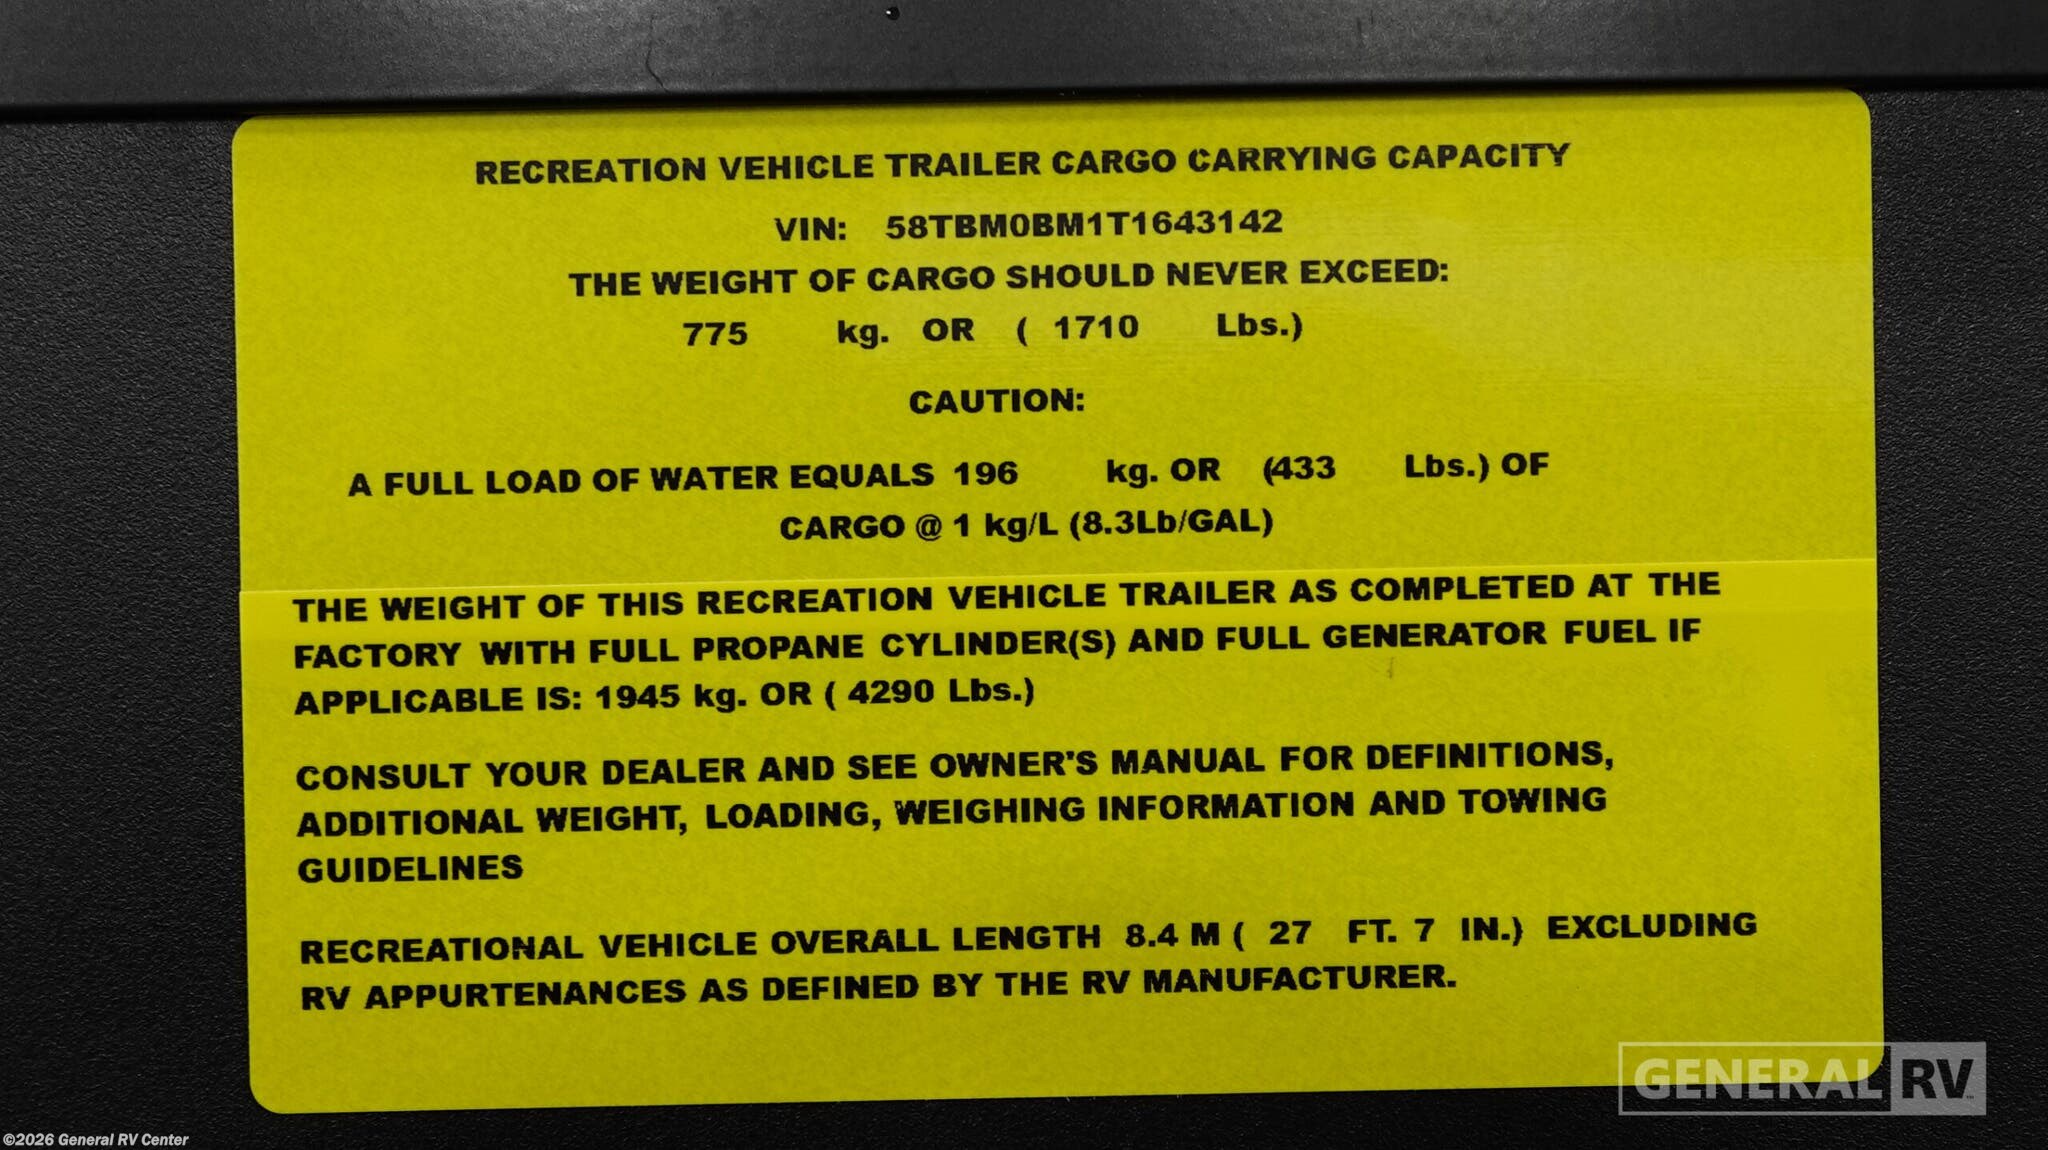 RECREATION VEHICLE TRAILER CARGO CARRYING CAPACITY
VIN: 58TBM0BM1T1643142
THE WEIGHT OF CARGO SHOULD NEVER EXCEED:
775 kg. OR ( 1710 Lbs.)
CAUTION:
A FULL LOAD OF WATER EQUALS 196 kg. OR (433 Lbs.) OF
CARGO @ 1 kg/L (8.3Lb/GAL)
THE WEIGHT OF THIS RECREATION VEHICLE TRAILER AS COMPLETED AT THE
FACTORY WITH FULL PROPANE CYLINDER(S) AND FULL GENERATOR FUEL IF
APPLICABLE IS: 1945 kg. OR ( 4290 Lbs.)
CONSULT YOUR DEALER AND SEE OWNER'S MANUAL FOR DEFINITIONS,
ADDITIONAL WEIGHT, LOADING, WEIGHING INFORMATION AND TOWING
GUIDELINES
RECREATIONAL VEHICLE OVERALL LENGTH 8.4 M ( 27 FT. 7 IN.) EXCLUDING
RV APPURTENANCES AS DEFINED BY THE RV MANUFACTURER.
GENERAL RV
©2026 General RV Center